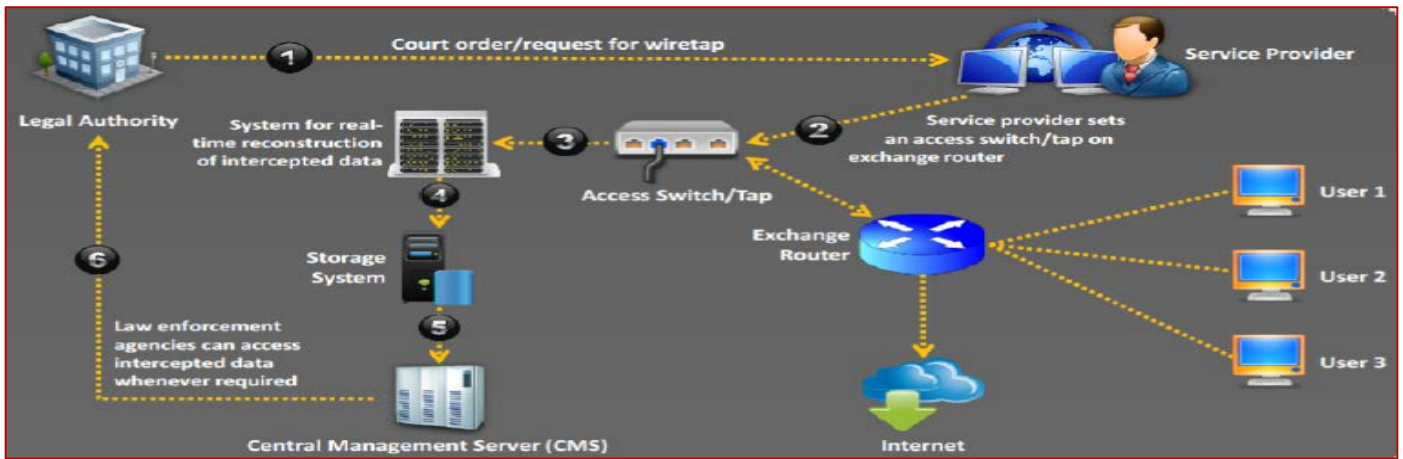 1
Court order/request for wiretap
Service Provider
Legal Authority
System for real-
time reconstruction
of intercepted data
3
2
Service provider sets
an access switch/tap on
exchange router
4
Access Switch/Tap
User 1
Exchange
Router
Storage
System
User 2
6
5
Law enforcement
agencies can access
intercepted data
whenever required
User 3
Central Management Server (CMS)
Internet